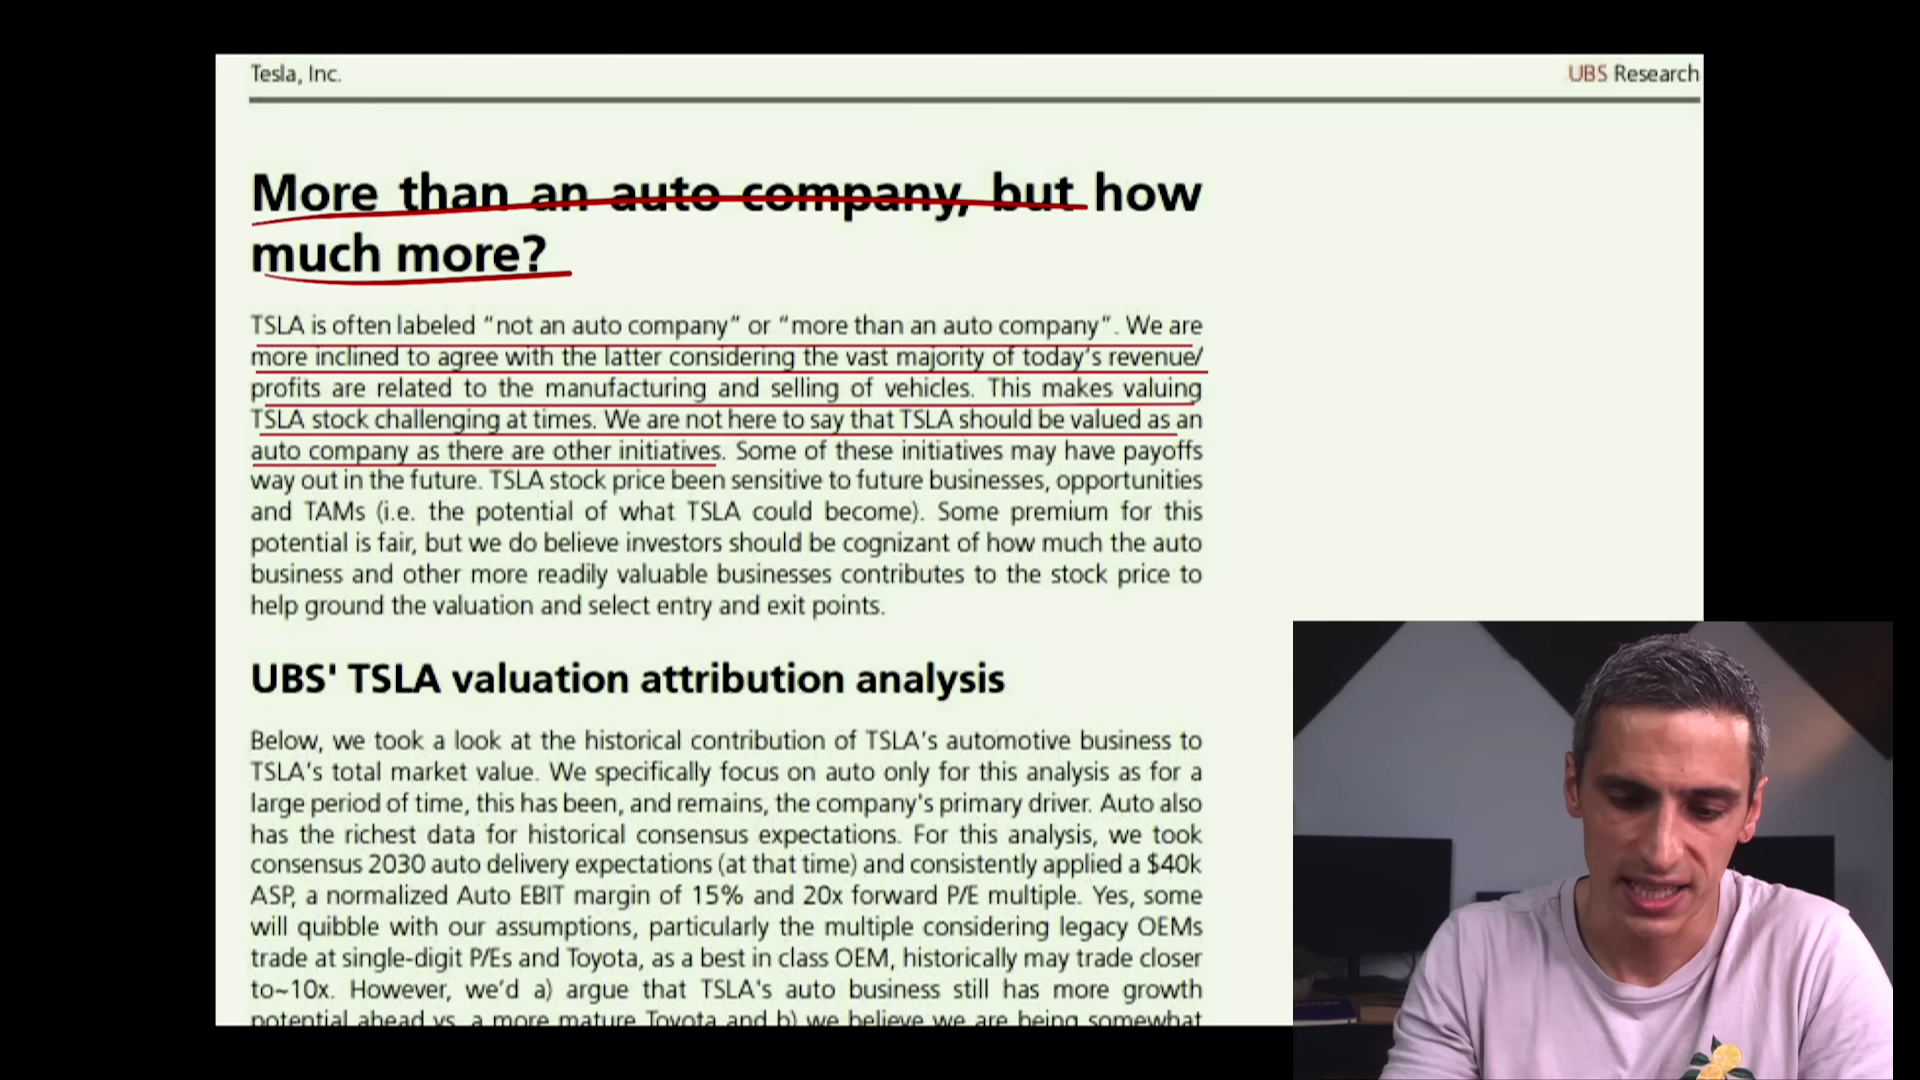 Tesla, Inc.
UBS Research
More than an auto company, but how
much more?
TSLA is often labeled “not an auto company” or “more than an auto company”. We are
more inclined to agree with the latter considering the vast majority of today's revenue/
profits are related to the manufacturing and selling of vehicles. This makes valuing
TSLA stock challenging at times. We are not here to say that TSLA should be valued as an
auto company as there are other initiatives. Some of these initiatives may have payoffs
way out in the future. TSLA stock price been sensitive to future businesses, opportunities
and TAMs (i.e. the potential of what TSLA could become). Some premium for this
potential is fair, but we do believe investors should be cognizant of how much the auto
business and other more readily valuable businesses contributes to the stock price to
help ground the valuation and select entry and exit points.
UBS' TSLA valuation attribution analysis
Below, we took a look at the historical contribution of TSLA's automotive business to
TSLA's total market value. We specifically focus on auto only for this analysis as for a
large period of time, this has been, and remains, the company's primary driver. Auto also
has the richest data for historical consensus expectations. For this analysis, we took
consensus 2030 auto delivery expectations (at that time) and consistently applied a $40k
ASP, a normalized Auto EBIT margin of 15% and 20x forward P/E multiple. Yes, some
will quibble with our assumptions, particularly the multiple considering legacy OEMs
trade at single-digit P/Es and Toyota, as a best in class OEM, historically may trade closer
to~10x. However, we'd a) argue that TSLA's auto business still has more growth
potential ahead vs. a more mature Toyota and b) we believe we are being somewhat